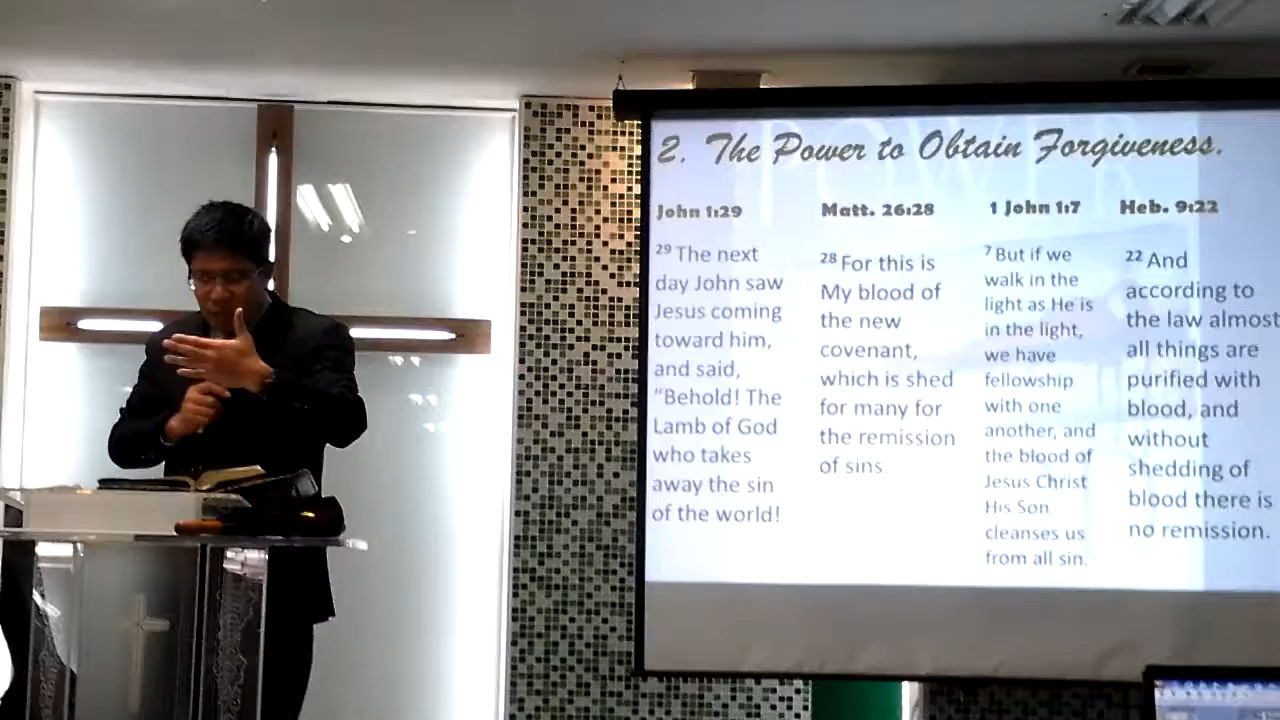 2. The Power to Obtain Forgiveness.
John 1:29
29 The next
day John saw
Jesus coming
toward him,
and said,
"Behold! The
Lamb of God
who takes
away the sin
of the world!
Matt. 26:28
28 For this is
My blood of
the new
covenant,
which is shed
for many for
the remission
of sins.
1 John 1:7
7 But if we
walk in the
light as He is
in the light,
we have
fellowship
with one
another, and
the blood of
Jesus Christ
His Son
cleanses us
from all sin.
Heb. 9:22
22 And
according to
the law almost
all things are
purified with
blood, and
without
shedding of
blood there is
no remission.
POWER